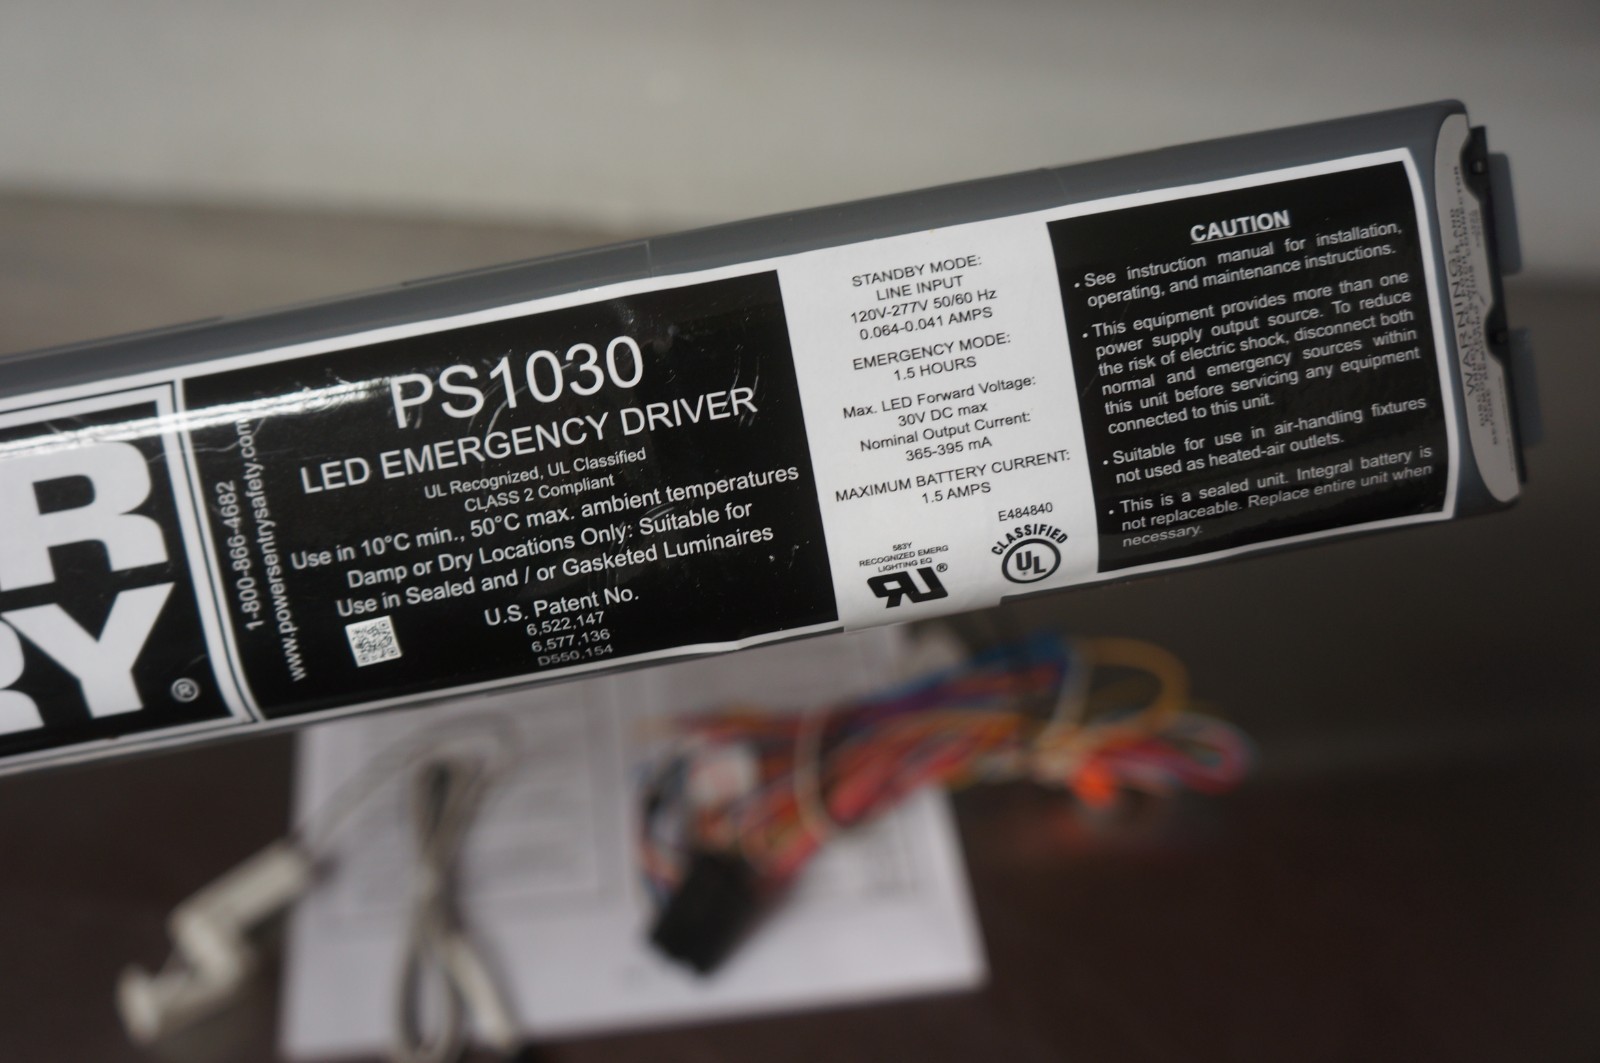 R
RY
®
1-800-866-4682
www.powersentrysafety.com
PS1030
LED EMERGENCY DRIVER
UL Recognized, UL Classified
CLASS 2 Compliant
Use in 10°C min., 50°C max. ambient temperatures
Damp or Dry Locations Only: Suitable for
Use in Sealed and / or Gasketed Luminaires
U.S. Patent No.
6,522,147
6,577,136
D550,154
STANDBY MODE:
LINE INPUT
120V-277V 50/60 Hz
0.064-0.041 AMPS
EMERGENCY MODE:
1.5 HOURS
Max. LED Forward Voltage:
30V DC max
Nominal Output Current:
365-395 mA
MAXIMUM BATTERY CURRENT:
1.5 AMPS
E484840
583Y
RECOGNIZED EMERG
LIGHTING EQ
RU®
CLASSIFIED
UL
CAUTION
• See instruction manual for installation,
operating, and maintenance instructions.
• This equipment provides more than one
power supply output source. To reduce
the risk of electric shock, disconnect both
normal and emergency sources within
this unit before servicing any equipment
connected to this unit.
• Suitable for use in air-handling fixtures
not used as heated-air outlets.
• This is a sealed unit. Integral battery is
not replaceable. Replace entire unit when
necessary.
WARNING